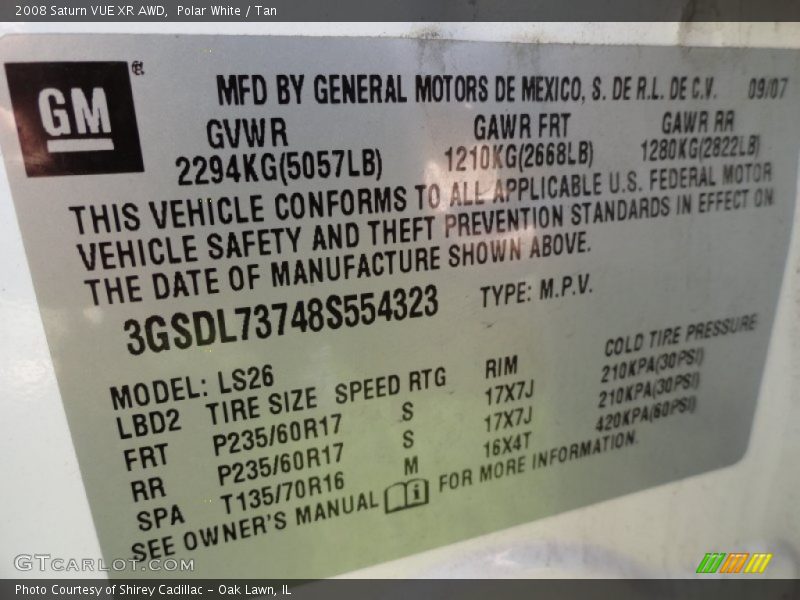 2008 Saturn VUE XR AWD, Polar White / Tan
GM
MFD BY GENERAL MOTORS DE MEXICO, S. DE R.L. DE C.V. 09/07
GVWR GAWR FRT GAWR RR
2294KG(5057LB) 1210KG(2668LB) 1280KG(2822LB)
THIS VEHICLE CONFORMS TO ALL APPLICABLE U.S. FEDERAL MOTOR
VEHICLE SAFETY AND THEFT PREVENTION STANDARDS IN EFFECT ON
THE DATE OF MANUFACTURE SHOWN ABOVE.
3GSDL73748S554323 TYPE: M.P.V.
MODEL: LS26
LBD2 TIRE SIZE SPEED RTG RIM COLD TIRE PRESSURE
FRT P235/60R17 S 17X7J 210KPA(30PSI)
RR P235/60R17 S 17X7J 210KPA(30PSI)
SPA T135/70R16 M 16X4T 420KPA(60PSI)
SEE OWNER'S MANUAL FOR MORE INFORMATION.
GTCARLOT.COM
Photo Courtesy of Shirey Cadillac - Oak Lawn, IL